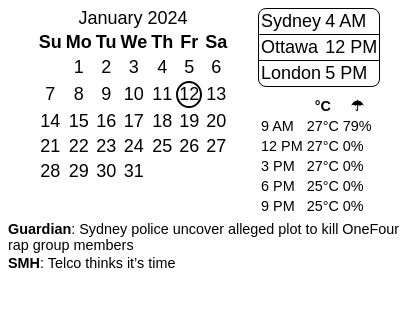 January 2024
Su Mo Tu We Th Fr Sa
1 2 3 4 5 6
7 8 9 10 11 12 13
14 15 16 17 18 19 20
21 22 23 24 25 26 27
28 29 30 31
Sydney 4 AM
Ottawa 12 PM
London 5 PM
°C ☂
9 AM 27°C 79%
12 PM 27°C 0%
3 PM 27°C 0%
6 PM 25°C 0%
9 PM 25°C 0%
Guardian: Sydney police uncover alleged plot to kill OneFour
rap group members
SMH: Telco thinks it’s time